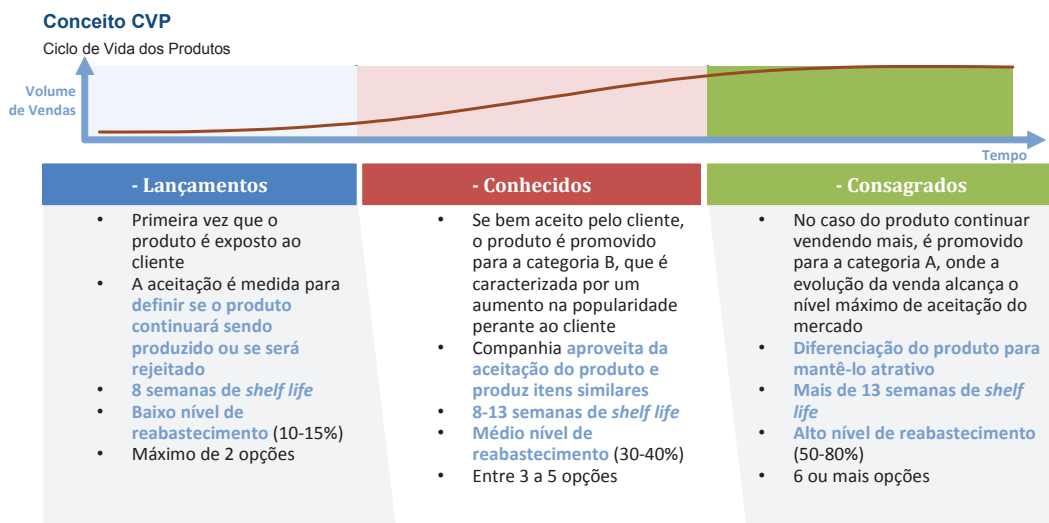 Conceito CVP
Ciclo de Vida dos Produtos
Volume
de Vendas
Tempo
- Lançamentos
• Primeira vez que o
produto é exposto ao
cliente
• A aceitação é medida para
definir se o produto
continuará sendo
produzido ou se será
rejeitado
• 8 semanas de shelf life
• Baixo nível de
reabastecimento (10-15%)
• Máximo de 2 opções
- Conhecidos
• Se bem aceito pelo cliente,
o produto é promovido
para a categoria B, que é
caracterizada por um
aumento na popularidade
perante ao cliente
• Companhia aproveita da
aceitação do produto e
produz itens similares
• 8-13 semanas de shelf life
• Médio nível de
reabastecimento (30-40%)
• Entre 3 a 5 opções
- Consagrados
• No caso do produto continuar
vendendo mais, é promovido
para a categoria A, onde a
evolução da venda alcança o
nível máximo de aceitação do
mercado
• Diferenciação do produto para
mantê-lo atrativo
• Mais de 13 semanas de shelf
life
• Alto nível de reabastecimento
(50-80%)
• 6 ou mais opções